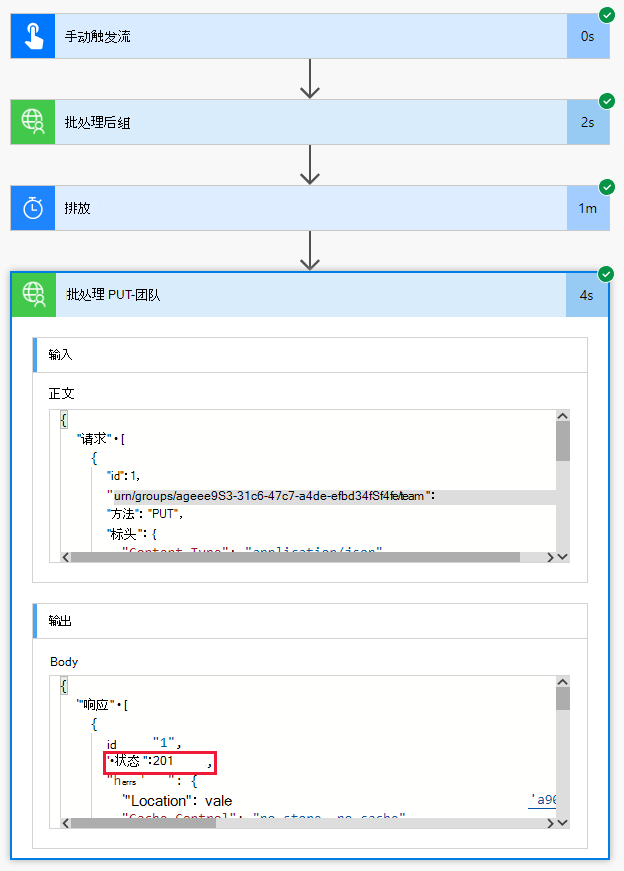 手动触发流 0s
批处理后组 2s
排放 1m
批处理 PUT-团队 4s
输入
正文
{
"请求"•[
{
"id": 1,
"urn/groups/ageee9S3-31c6-47c7-a4de-efbd34fSf4fe/team":
"方法": "PUT",
"标头": {
"Content-Type": "application/json"
输出
Body
{
"响应"•[
{
id "1",
'•状态 ":201 ,
"herrs ' ": {
'"Location": vale 'a90
"Cache-Control": "no-store, no-cache"